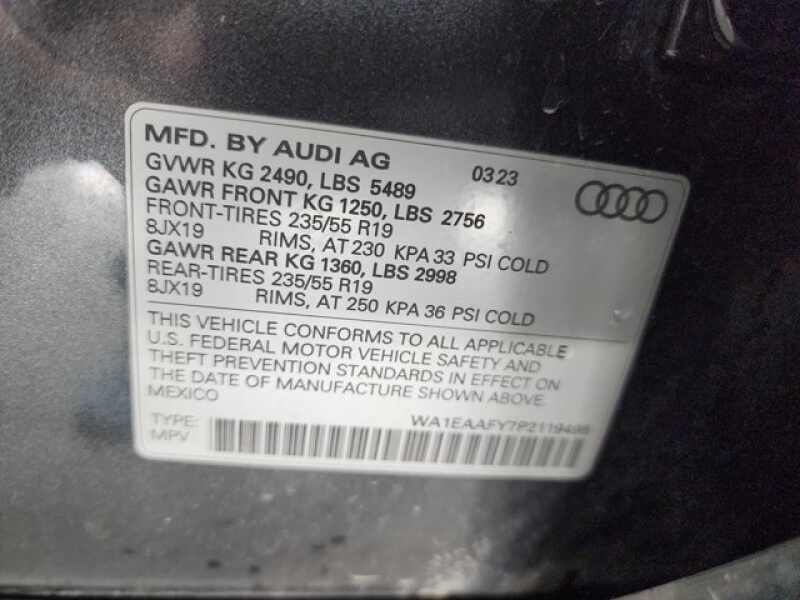 MFD. BY AUDI AG 0323
GVWR KG 2490, LBS 5489
GAWR FRONT KG 1250, LBS 2756
FRONT-TIRES 235/55 R19
8JX19 RIMS, AT 230 KPA 33 PSI COLD
GAWR REAR KG 1360, LBS 2998
REAR-TIRES 235/55 R19
8JX19 RIMS, AT 250 KPA 36 PSI COLD
THIS VEHICLE CONFORMS TO ALL APPLICABLE
U.S. FEDERAL MOTOR VEHICLE SAFETY AND
THEFT PREVENTION STANDARDS IN EFFECT ON
THE DATE OF MANUFACTURE SHOWN ABOVE.
MEXICO
TYPE:
MPV